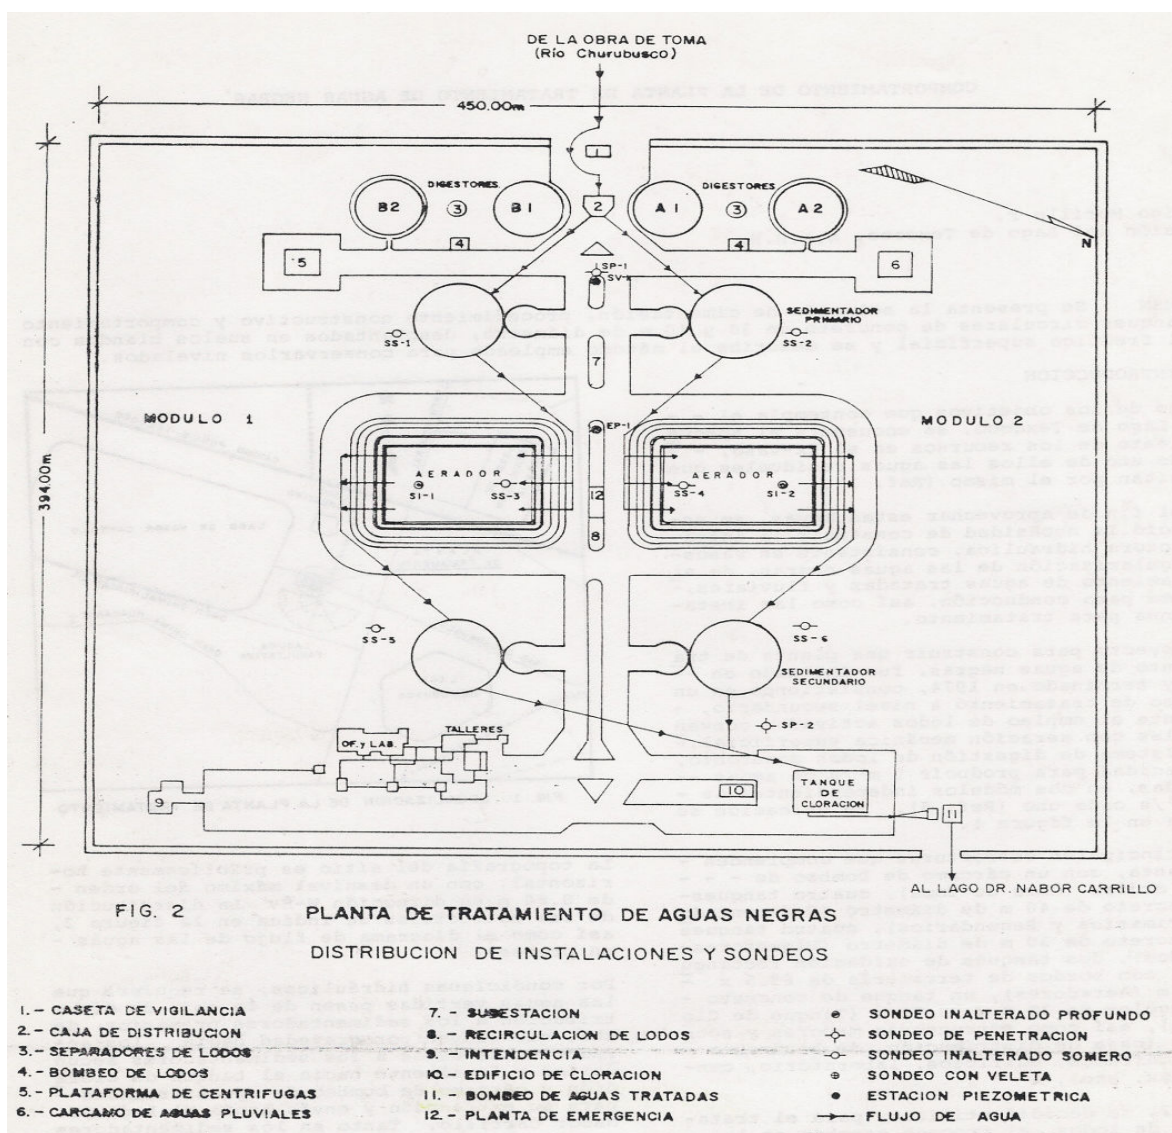 DE LA OBRA DE TOMA
(Río Churubusco)
450.00m
394.00m
1
DIGESTORES
DIGESTORES
B2
3
B1
2
A1
3
A2
4
4
N
5
6
SP-1
SV-1
SEDIMENTADOR
PRIMARIO
SS-1
SS-2
7
MODULO 1
MODULO 2
EP-1
AERADOR
AERADOR
SI-1
SS-3
SS-4
SI-2
12
8
SS-5
SS-6
SEDIMENTADOR
SECUNDARIO
SP-2
TALLERES
OF. y LAB.
9
10
TANQUE
DE
CLORACION
11
AL LAGO DR. NABOR CARRILLO
FIG. 2
PLANTA DE TRATAMIENTO DE AGUAS NEGRAS
DISTRIBUCION DE INSTALACIONES Y SONDEOS
1.- CASETA DE VIGILANCIA
2.- CAJA DE DISTRIBUCION
3.- SEPARADORES DE LODOS
4.- BOMBEO DE LODOS
5.- PLATAFORMA DE CENTRIFUGAS
6.- CARCAMO DE AGUAS PLUVIALES
7.- SUBESTACION
8.- RECIRCULACION DE LODOS
9.- INTENDENCIA
10.- EDIFICIO DE CLORACION
11.- BOMBEO DE AGUAS TRATADAS
12.- PLANTA DE EMERGENCIA
SONDEO INALTERADO PROFUNDO
SONDEO DE PENETRACION
SONDEO INALTERADO SOMERO
SONDEO CON VELETA
ESTACION PIEZOMETRICA
FLUJO DE AGUA